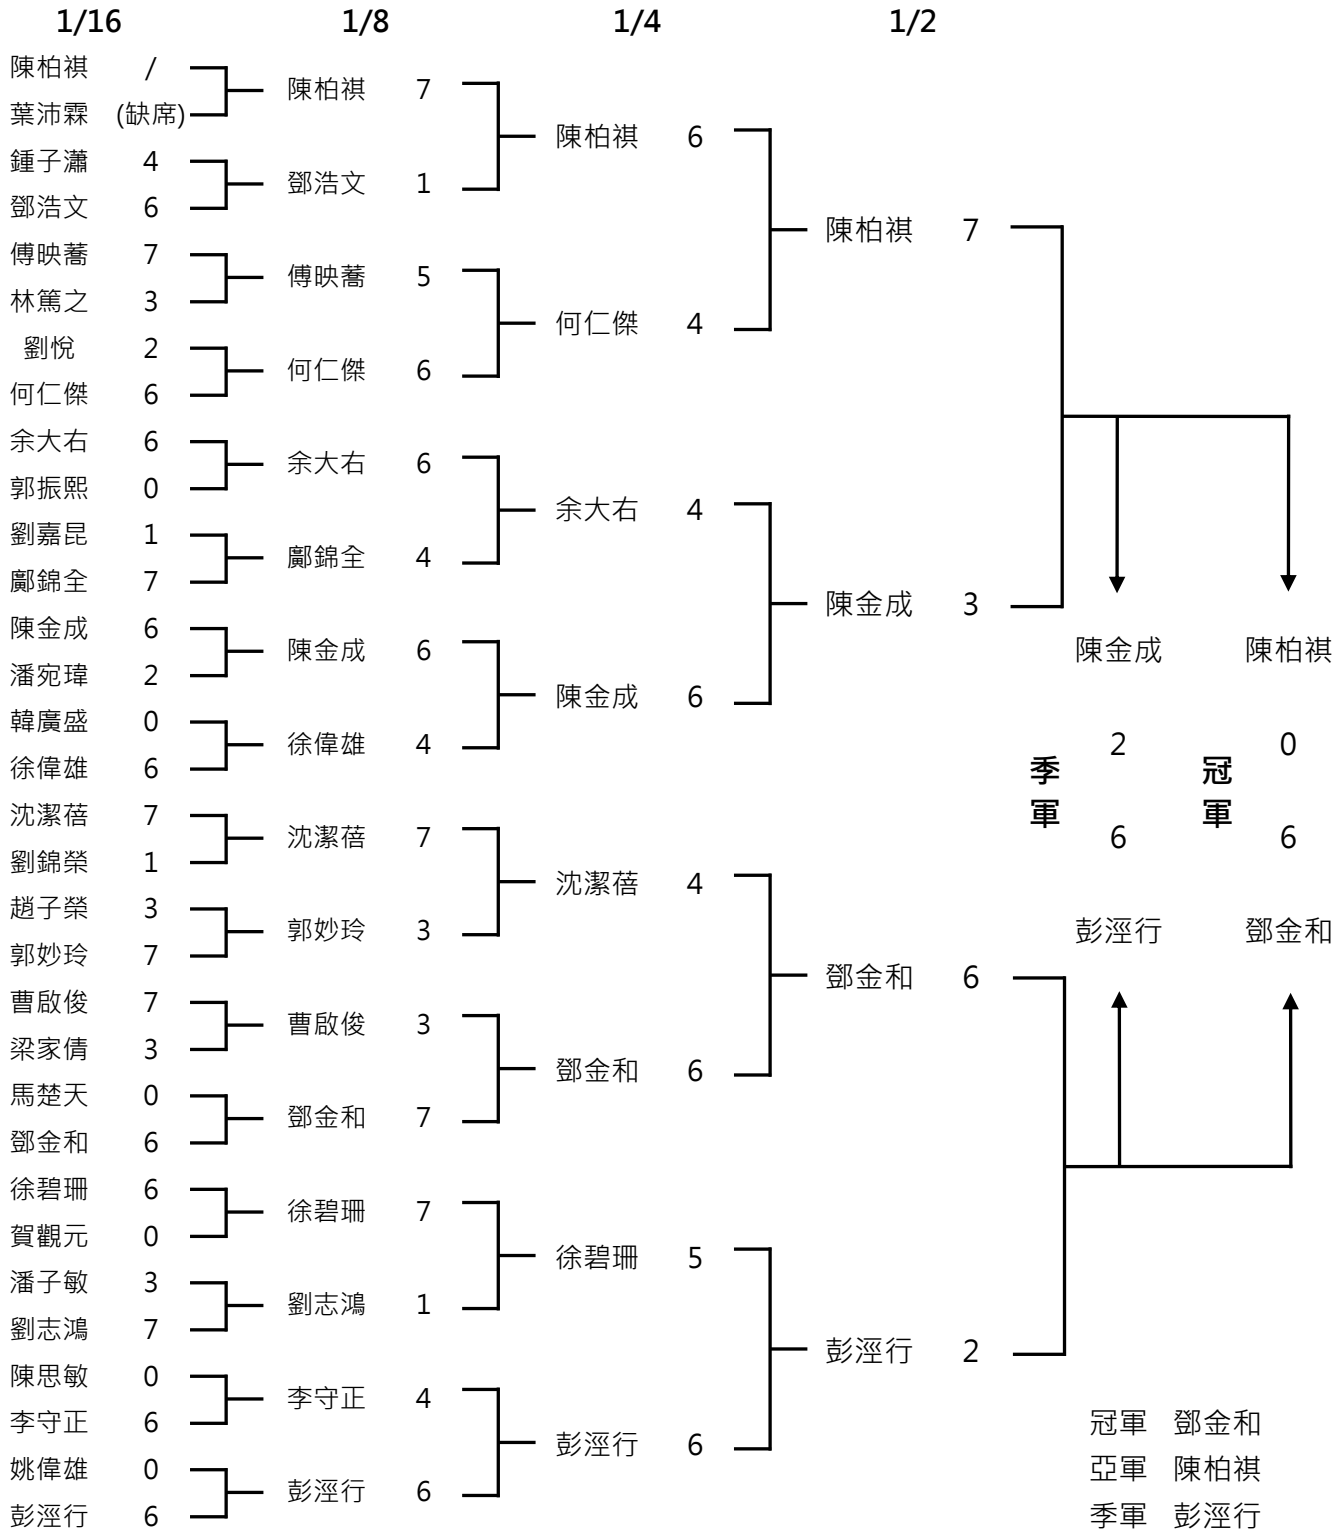 1/16 1/8 1/4 1/2
陳柏祺 /
葉沛霖 (缺席)
鍾子瀟 4
鄧浩文 6
傅映蕎 7
林篤之 3
劉悅 2
何仁傑 6
余大右 6
郭振熙 0
劉嘉昆 1
鄺錦全 7
陳金成 6
潘宛瑋 2
韓廣盛 0
徐偉雄 6
沈潔蓓 7
劉錦榮 1
趙子榮 3
郭妙玲 7
曹啟俊 7
梁家倩 3
馬楚天 0
鄧金和 6
徐碧珊 6
賀觀元 0
潘子敏 3
劉志鴻 7
陳思敏 0
李守正 6
姚偉雄 0
彭滙行 6
陳柏祺 7
鄧浩文 1
傅映蕎 5
何仁傑 6
余大右 6
鄺錦全 4
陳金成 6
徐偉雄 4
沈潔蓓 7
郭妙玲 3
曹啟俊 3
鄧金和 7
徐碧珊 7
劉志鴻 1
李守正 4
彭滙行 6
陳柏祺 6
何仁傑 4
余大右 4
陳金成 6
沈潔蓓 4
鄧金和 6
徐碧珊 5
彭滙行 6
陳柏祺 7
陳金成 3
鄧金和 6
彭滙行 2
陳金成 陳柏祺
2 0
季軍 冠軍
6 6
彭滙行 鄧金和
冠軍 鄧金和
亞軍 陳柏祺
季軍 彭滙行